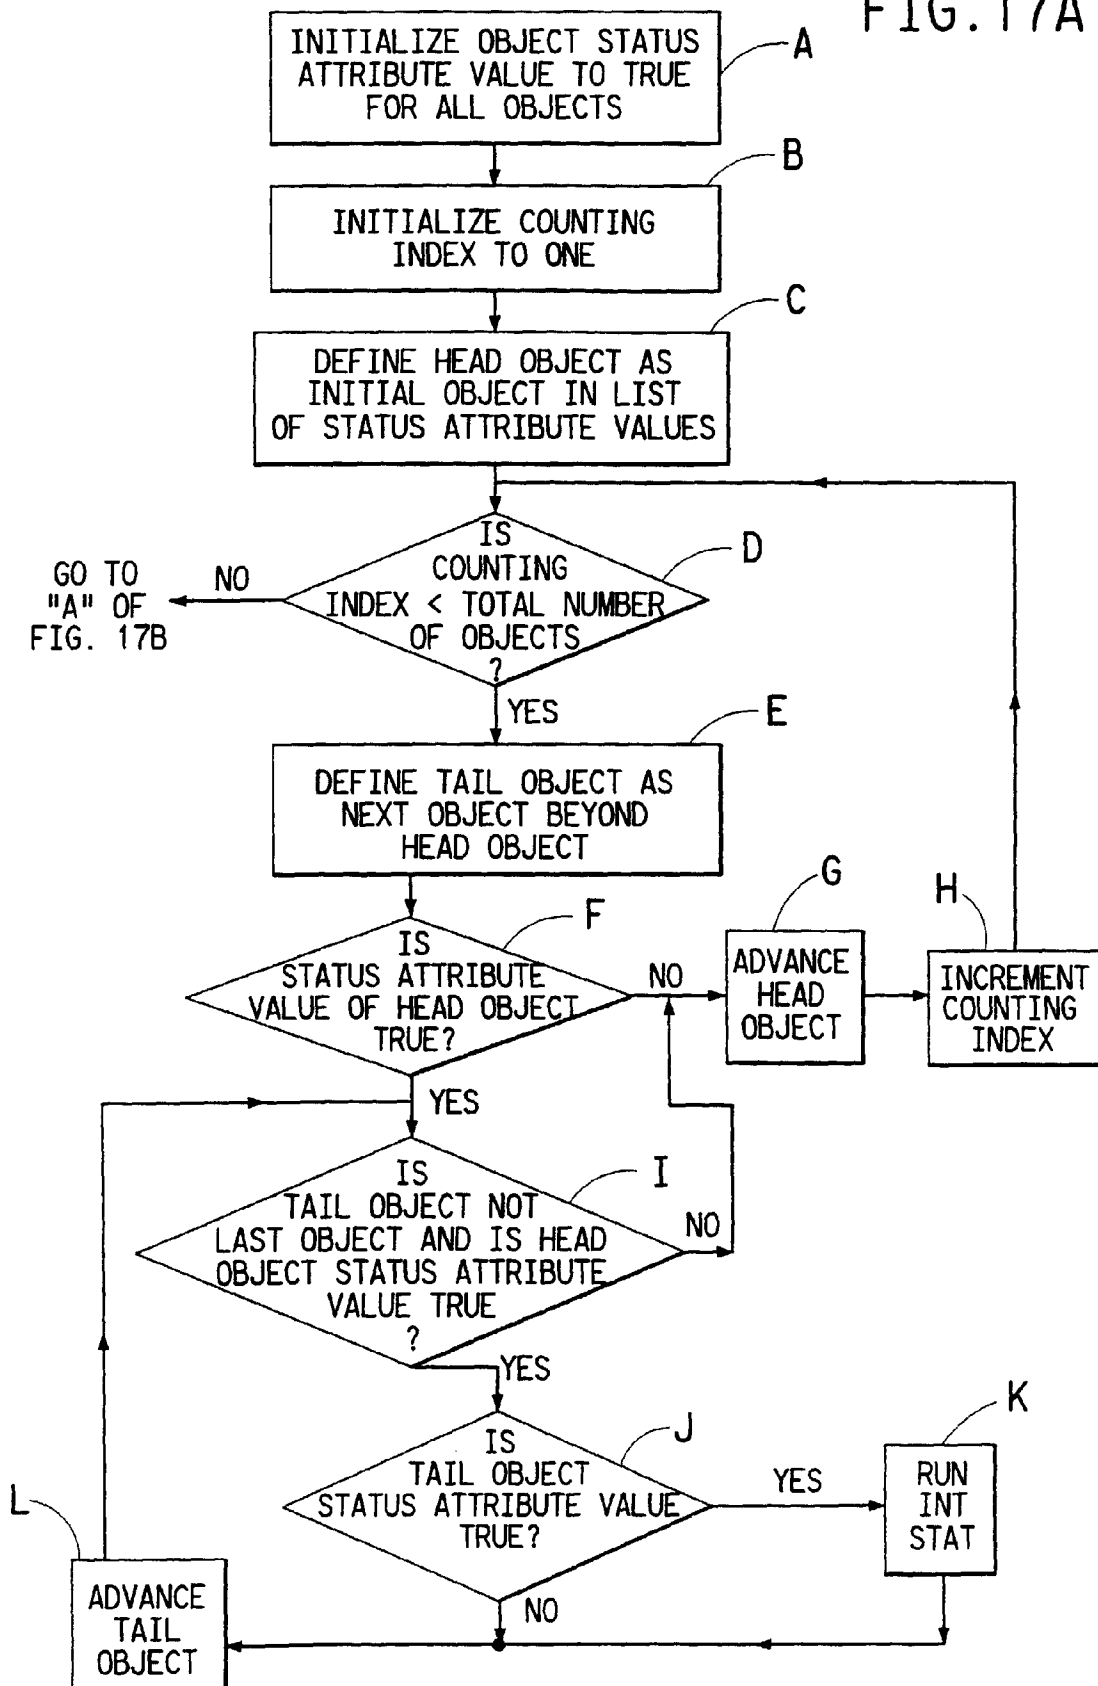 FIG. 17A
INITIALIZE OBJECT STATUS
ATTRIBUTE VALUE TO TRUE
FOR ALL OBJECTS
A
INITIALIZE COUNTING
INDEX TO ONE
B
DEFINE HEAD OBJECT AS
INITIAL OBJECT IN LIST
OF STATUS ATTRIBUTE VALUES
C
IS
COUNTING
INDEX < TOTAL NUMBER
OF OBJECTS
?
D
NO
GO TO
"A" OF
FIG. 17B
YES
DEFINE TAIL OBJECT AS
NEXT OBJECT BEYOND
HEAD OBJECT
E
IS
STATUS ATTRIBUTE
VALUE OF HEAD OBJECT
TRUE?
F
NO
ADVANCE
HEAD
OBJECT
G
INCREMENT
COUNTING
INDEX
H
YES
IS
TAIL OBJECT NOT
LAST OBJECT AND IS HEAD
OBJECT STATUS ATTRIBUTE
VALUE TRUE
?
I
NO
YES
IS
TAIL OBJECT
STATUS ATTRIBUTE VALUE
TRUE?
J
YES
RUN
INT
STAT
K
NO
ADVANCE
TAIL
OBJECT
L